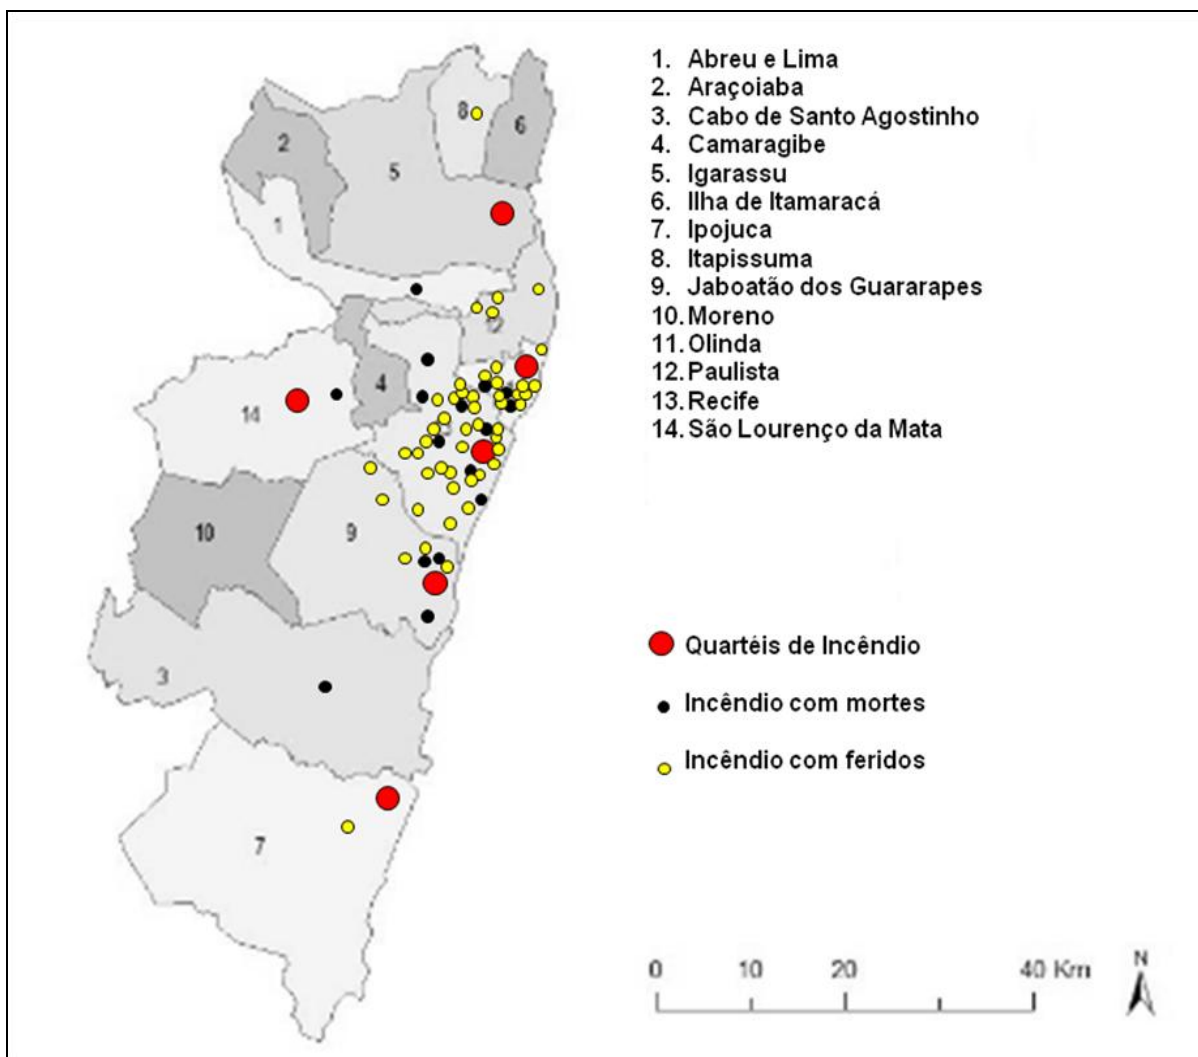 1. Abreu e Lima
2. Araçoiaba
3. Cabo de Santo Agostinho
4. Camaragibe
5. Igarassu
6. Ilha de Itamaracá
7. Ipojuca
8. Itapissuma
9. Jaboatão dos Guararapes
10. Moreno
11. Olinda
12. Paulista
13. Recife
14. São Lourenço da Mata
8
6
2
5
1
12
4
14
10
9
3
7
Quartéis de Incêndio
Incêndio com mortes
Incêndio com feridos
0 20 40 Km
N